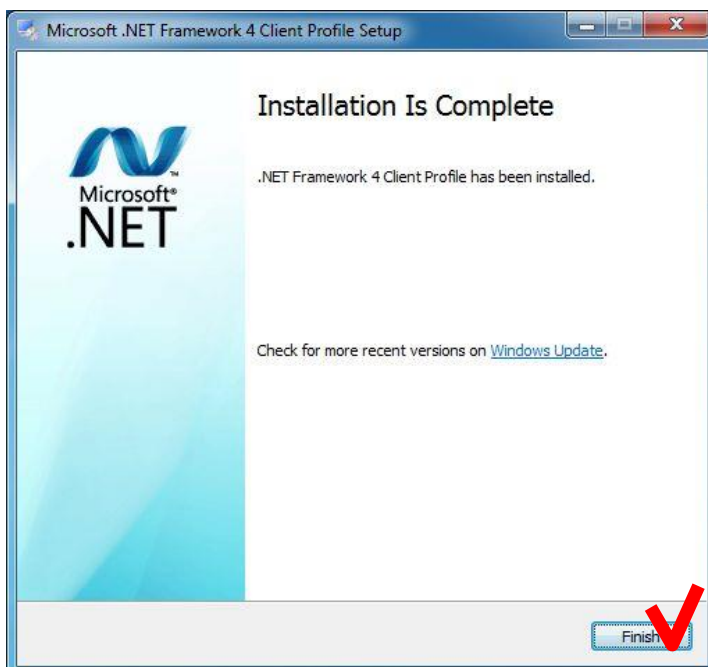 Microsoft .NET Framework 4 Client Profile Setup
Installation Is Complete
.NET Framework 4 Client Profile has been installed.
Microsoft®
.NET™
Check for more recent versions on Windows Update.
Finish